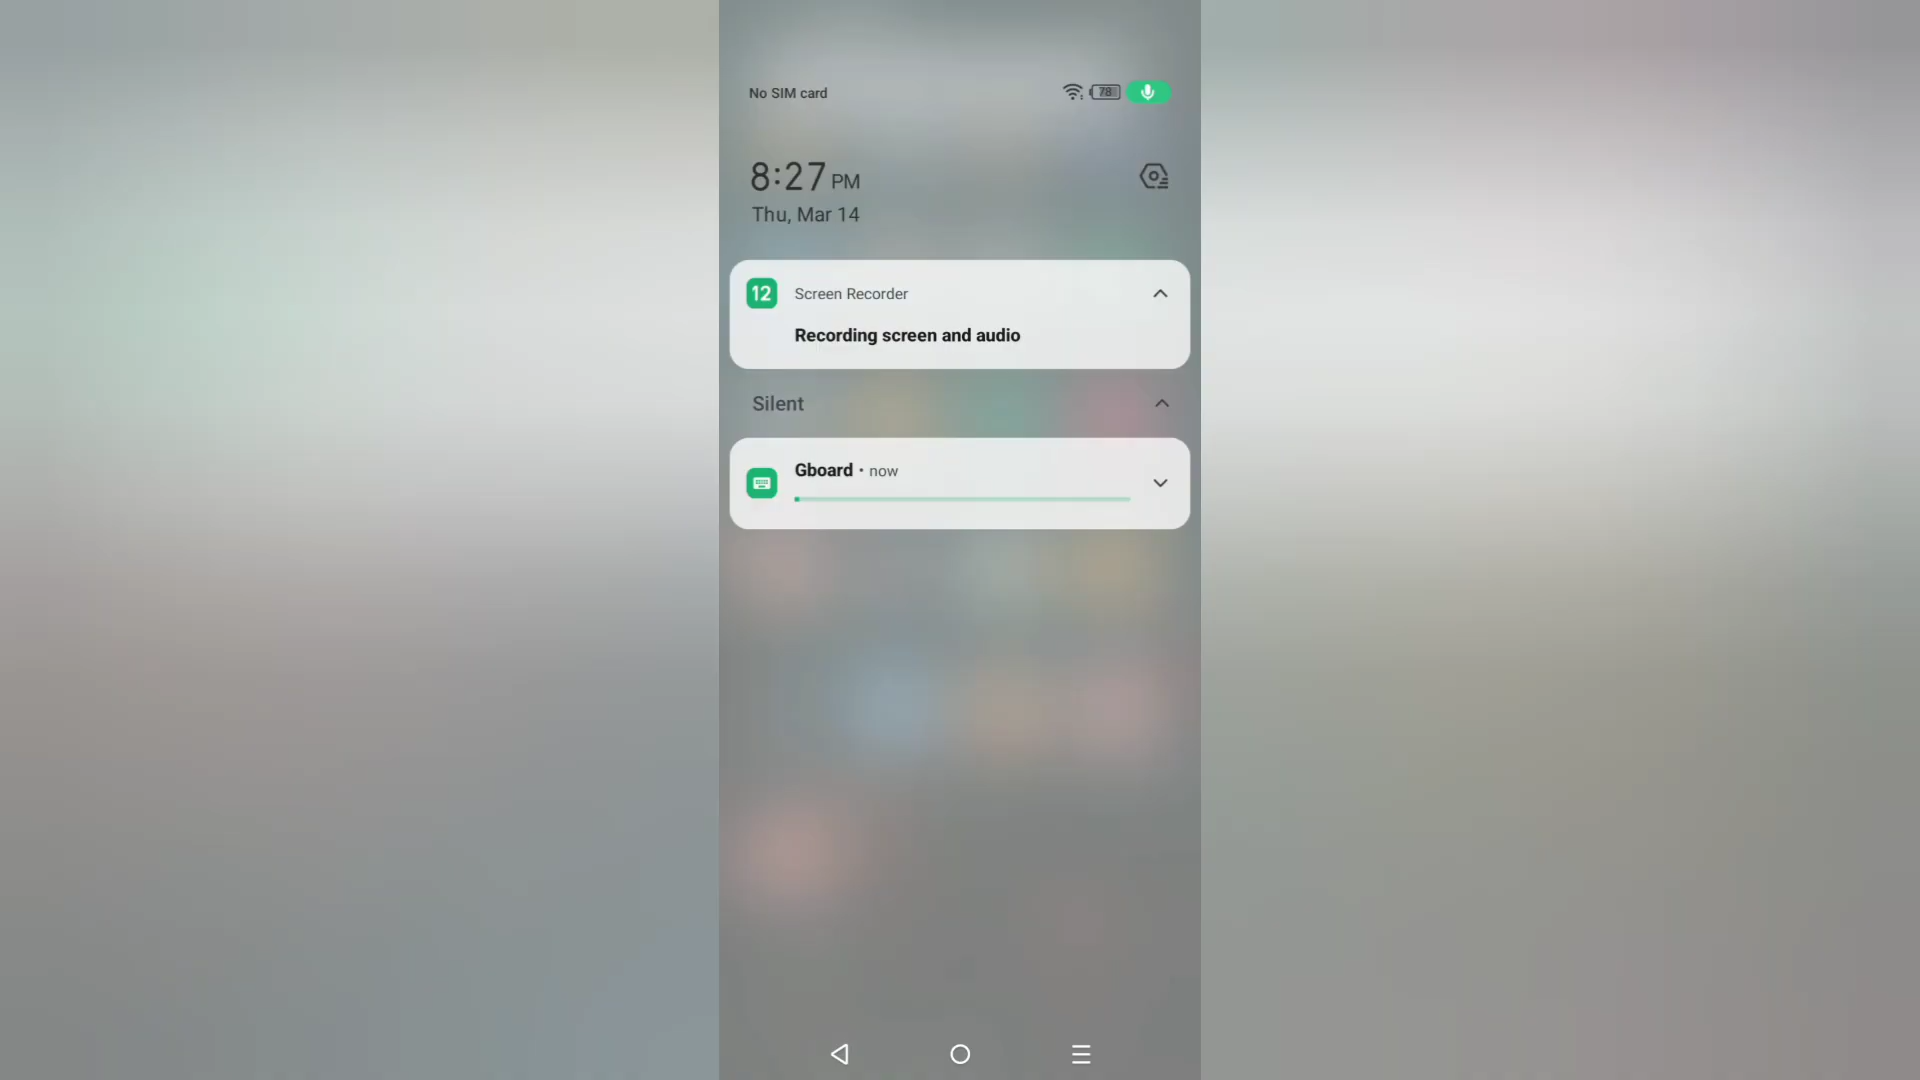 No SIM card
78
8:27 PM
Thu, Mar 14
12
Screen Recorder
Recording screen and audio
Silent
Gboard • now